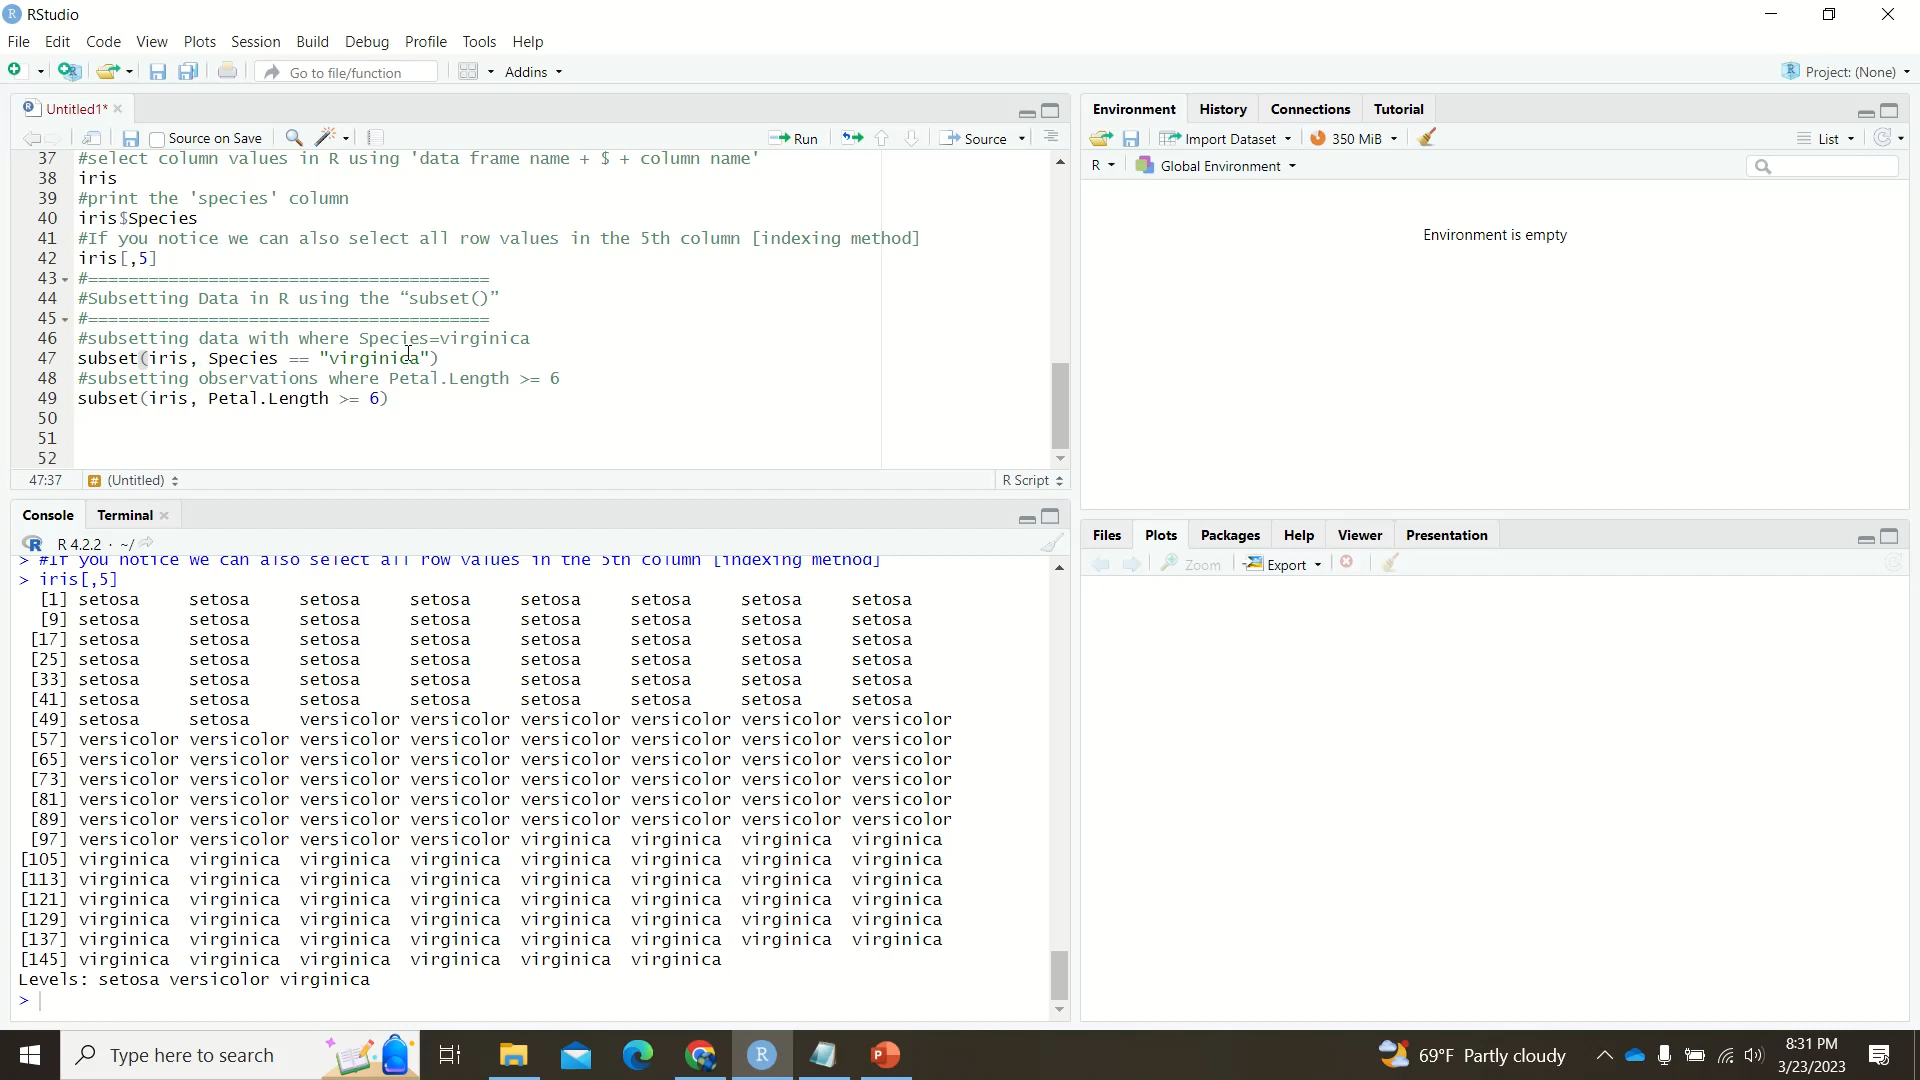 RStudio
File Edit Code View Plots Session Build Debug Profile Tools Help
Go to file/function Addins Project: (None)
Untitled1*
Source on Save Run Source
37 #select column values in R using 'data frame name + $ + column name'
38 iris
39 #print the 'species' column
40 iris$Species
41 #If you notice we can also select all row values in the 5th column [indexing method]
42 iris[,5]
43 #========================================
44 #Subsetting Data in R using the “subset()”
45 #========================================
46 #subsetting data with where Species=virginica
47 subset(iris, Species == "virginica")
48 #subsetting observations where Petal.Length >= 6
49 subset(iris, Petal.Length >= 6)
50
51
52
47:37 # (Untitled) R Script
Console Terminal
R 4.2.2 · ~/
> #If you notice we can also select all row values in the 5th column [indexing method]
> iris[,5]
[1] setosa setosa setosa setosa setosa setosa setosa setosa
[9] setosa setosa setosa setosa setosa setosa setosa setosa
[17] setosa setosa setosa setosa setosa setosa setosa setosa
[25] setosa setosa setosa setosa setosa setosa setosa setosa
[33] setosa setosa setosa setosa setosa setosa setosa setosa
[41] setosa setosa setosa setosa setosa setosa setosa setosa
[49] setosa setosa versicolor versicolor versicolor versicolor versicolor versicolor
[57] versicolor versicolor versicolor versicolor versicolor versicolor versicolor versicolor
[65] versicolor versicolor versicolor versicolor versicolor versicolor versicolor versicolor
[73] versicolor versicolor versicolor versicolor versicolor versicolor versicolor versicolor
[81] versicolor versicolor versicolor versicolor versicolor versicolor versicolor versicolor
[89] versicolor versicolor versicolor versicolor versicolor versicolor versicolor versicolor
[97] versicolor versicolor versicolor versicolor virginica virginica virginica virginica
[105] virginica virginica virginica virginica virginica virginica virginica virginica
[113] virginica virginica virginica virginica virginica virginica virginica virginica
[121] virginica virginica virginica virginica virginica virginica virginica virginica
[129] virginica virginica virginica virginica virginica virginica virginica virginica
[137] virginica virginica virginica virginica virginica virginica virginica virginica
[145] virginica virginica virginica virginica virginica virginica
Levels: setosa versicolor virginica
>
Environment History Connections Tutorial
Import Dataset 350 MiB List
R Global Environment
Environment is empty
Files Plots Packages Help Viewer Presentation
Zoom Export
Type here to search
69°F Partly cloudy
8:31 PM
3/23/2023